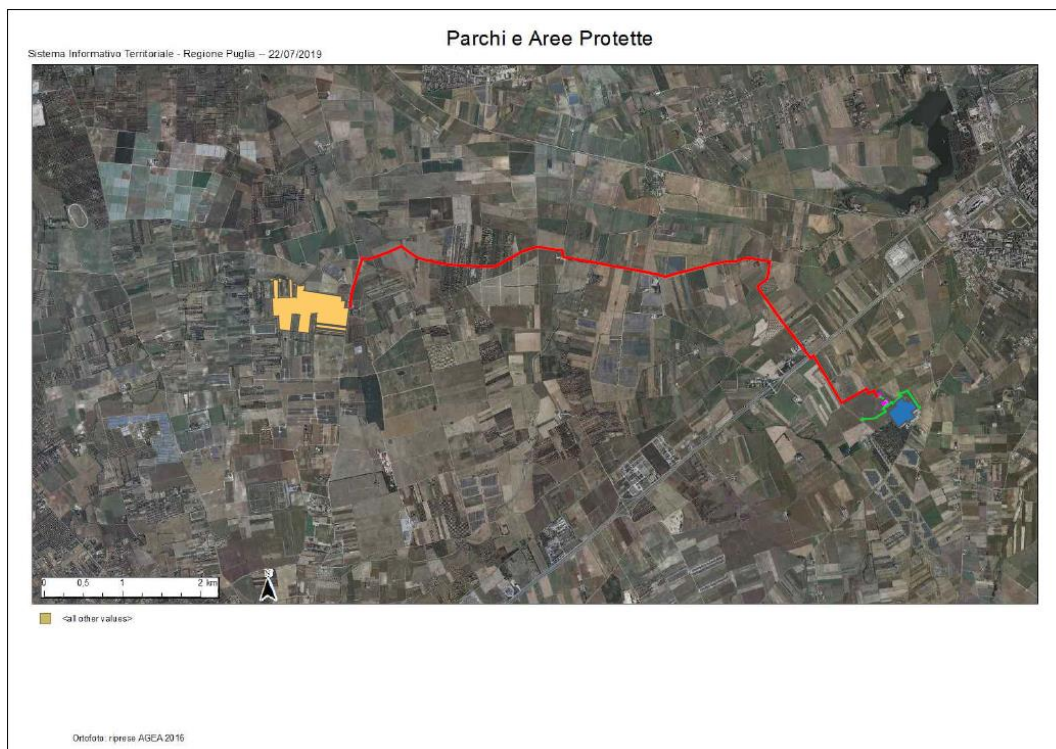 Parchi e Aree Protette
Sistema Informativo Territoriale - Regione Puglia -- 22/07/2019
0 0,5 1 2 km
<all other values>
Ortofoto: riprese AGEA 2016